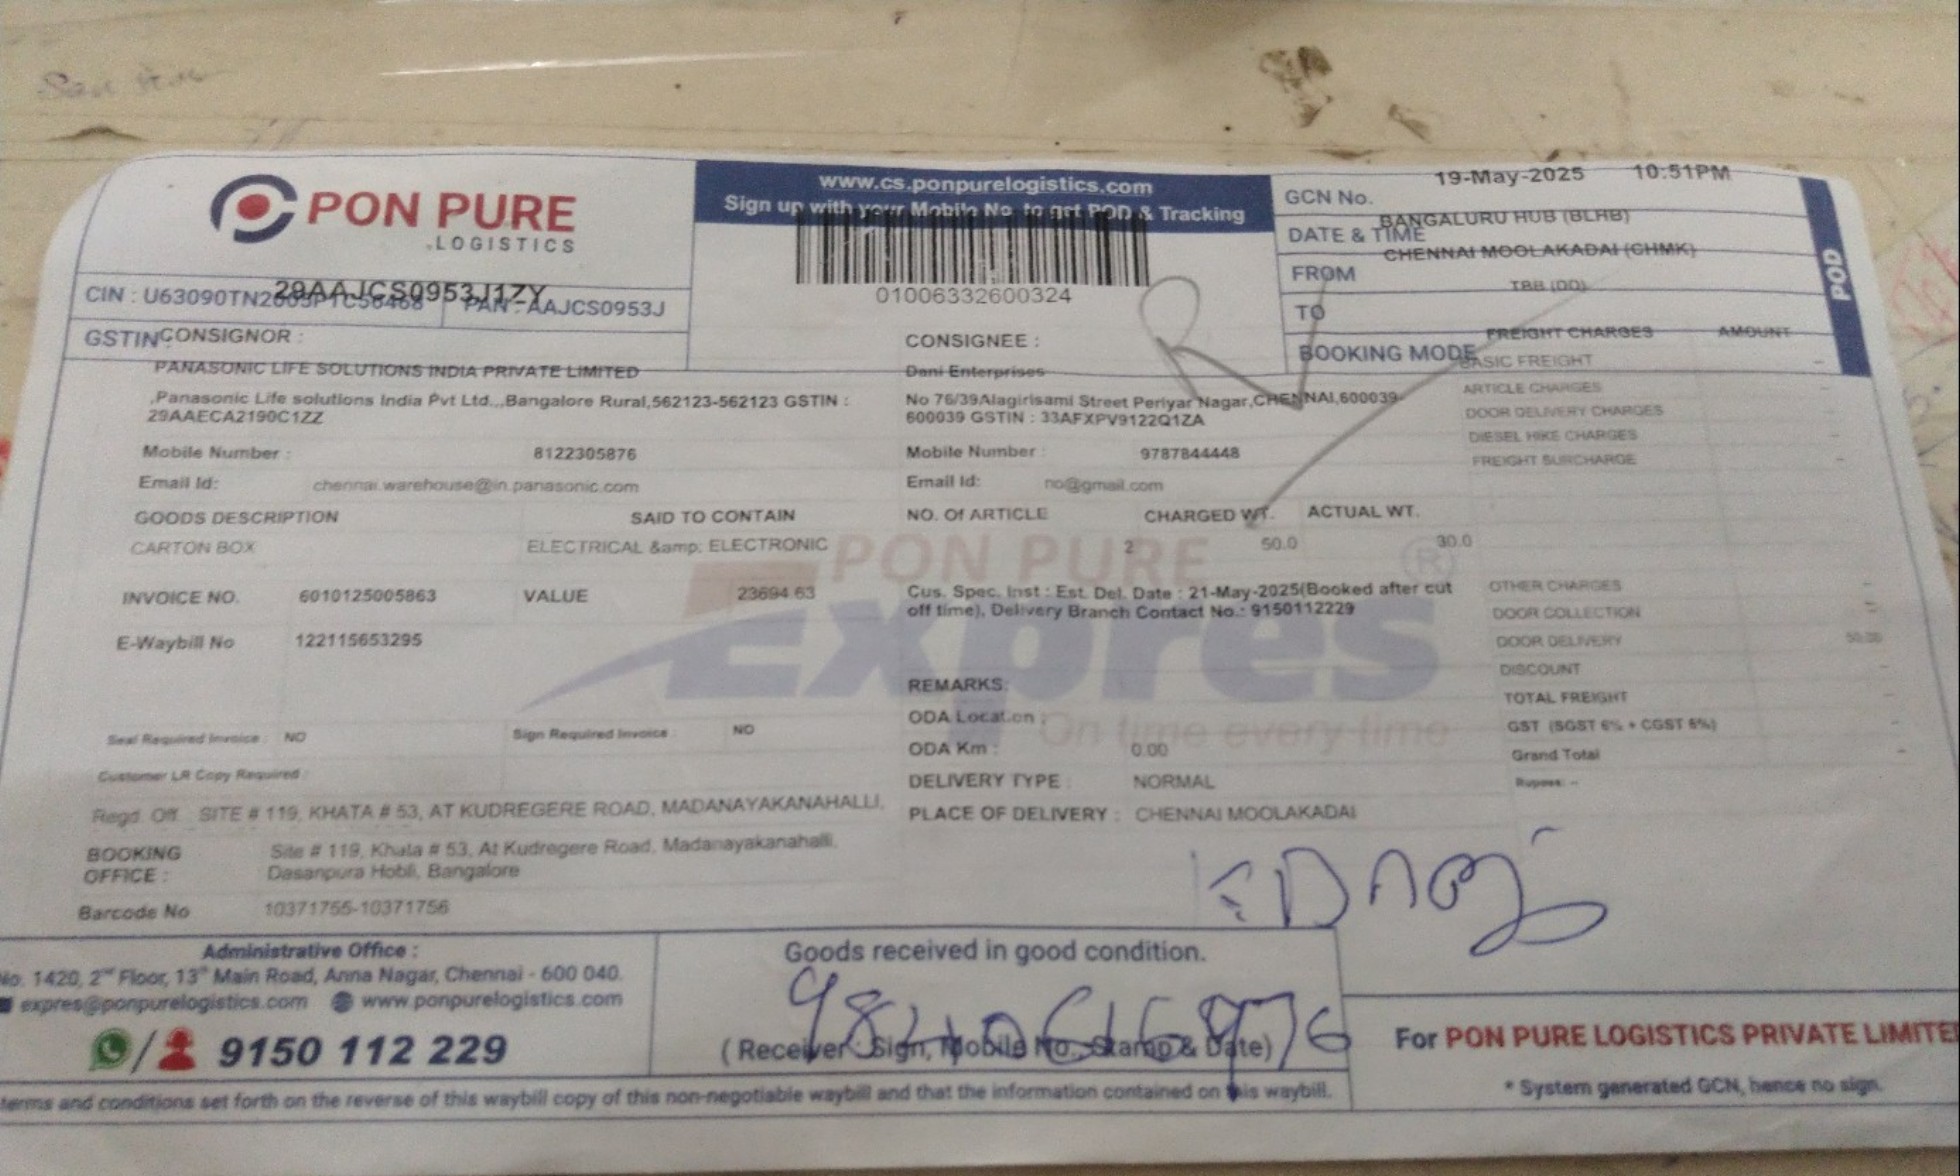 PON PURE
LOGISTICS
www.cs.ponpurelogistics.com
Sign up with your Mobile No. to get POD & Tracking
01006332600324
GCN No.
19-May-2025 10:51PM
DATE & TIME
BANGALURU HUB (BLHB)
FROM
CHENNAI MOOLAKADAI (CHMK)
TO
TBB (DD)
BOOKING MODE
POD
CIN : U63090TN2003PTC50468 PAN : AAJCS0953J
GSTIN
29AAJCS0953J1ZY
CONSIGNOR :
PANASONIC LIFE SOLUTIONS INDIA PRIVATE LIMITED
,Panasonic Life solutions India Pvt Ltd.,,Bangalore Rural,562123-562123 GSTIN :
29AAECA2190C1ZZ
Mobile Number : 8122305876
Email Id: chennai.warehouse@in.panasonic.com
CONSIGNEE :
Dani Enterprises
No 76/39Alagirisami Street Periyar Nagar,CHENNAI,600039-
600039 GSTIN : 33AFXPV9122Q1ZA
Mobile Number : 9787844448
Email Id: no@gmail.com
FREIGHT CHARGES AMOUNT
BASIC FREIGHT -
ARTICLE CHARGES -
DOOR DELIVERY CHARGES -
DIESEL HIKE CHARGES -
FREIGHT SURCHARGE -
GOODS DESCRIPTION SAID TO CONTAIN NO. Of ARTICLE CHARGED WT. ACTUAL WT.
CARTON BOX ELECTRICAL &amp; ELECTRONIC 2 50.0 30.0
PON PURE
Expres
On time every time
INVOICE NO. 6010125005863 VALUE 23694.63
E-Waybill No 122115653295
Cus. Spec. Inst : Est. Del. Date : 21-May-2025(Booked after cut
off time), Delivery Branch Contact No.: 9150112229
OTHER CHARGES -
DOOR COLLECTION -
DOOR DELIVERY 50.00
DISCOUNT -
TOTAL FREIGHT -
GST (SGST 6% + CGST 6%) -
Grand Total -
Rupees: --
REMARKS:
ODA Location :
ODA Km : 0.00
DELIVERY TYPE : NORMAL
PLACE OF DELIVERY : CHENNAI MOOLAKADAI
Seal Required Invoice : NO Sign Required Invoice : NO
Customer LR Copy Required :
Regd. Off. SITE # 119, KHATA # 53, AT KUDREGERE ROAD, MADANAYAKANAHALLI,
BOOKING
OFFICE :
Site # 119, Khata # 53, At Kudregere Road, Madanayakanahalli,
Dasanpura Hobli, Bangalore
Barcode No 10371755-10371756
Administrative Office :
No. 1420, 2nd Floor, 13th Main Road, Anna Nagar, Chennai - 600 040.
expres@ponpurelogistics.com www.ponpurelogistics.com
9150 112 229
Goods received in good condition.
(Receiver : Sign, Mobile No., Stamp & Date)
For PON PURE LOGISTICS PRIVATE LIMITE
* System generated GCN, hence no sign.
terms and conditions set forth on the reverse of this waybill copy of this non-negotiable waybill and that the information contained on this waybill.